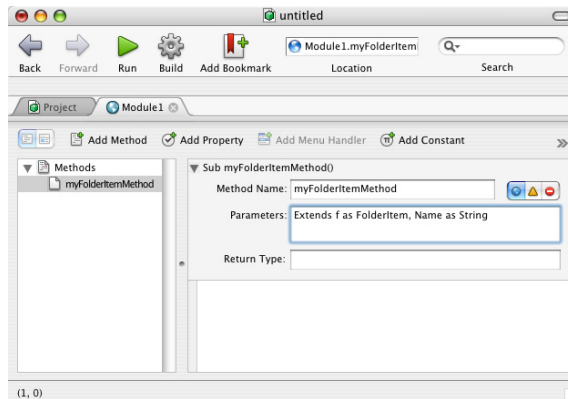 untitled
Back Forward Run Build Add Bookmark Module1.myFolderItem Location Search
Project Module1
Add Method Add Property Add Menu Handler Add Constant »
Methods
myFolderItemMethod
Sub myFolderItemMethod()
Method Name: myFolderItemMethod
Parameters: Extends f as FolderItem, Name as String
Return Type:
(1, 0)